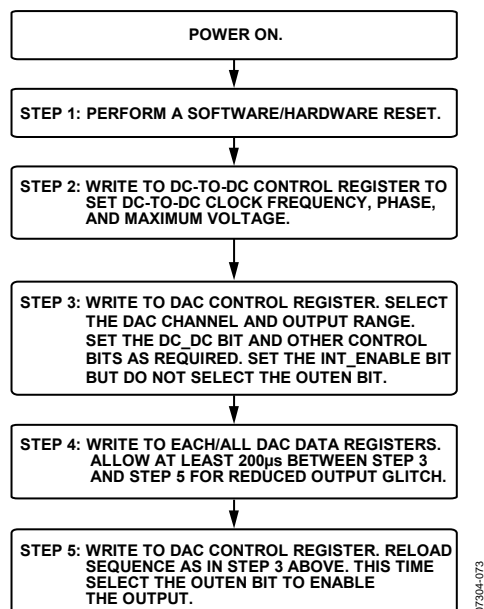 POWER ON.
STEP 1: PERFORM A SOFTWARE/HARDWARE RESET.
STEP 2: WRITE TO DC-TO-DC CONTROL REGISTER TO
SET DC-TO-DC CLOCK FREQUENCY, PHASE,
AND MAXIMUM VOLTAGE.
STEP 3: WRITE TO DAC CONTROL REGISTER. SELECT
THE DAC CHANNEL AND OUTPUT RANGE.
SET THE DC_DC BIT AND OTHER CONTROL
BITS AS REQUIRED. SET THE INT_ENABLE BIT
BUT DO NOT SELECT THE OUTEN BIT.
STEP 4: WRITE TO EACH/ALL DAC DATA REGISTERS.
ALLOW AT LEAST 200µs BETWEEN STEP 3
AND STEP 5 FOR REDUCED OUTPUT GLITCH.
STEP 5: WRITE TO DAC CONTROL REGISTER. RELOAD
SEQUENCE AS IN STEP 3 ABOVE. THIS TIME
SELECT THE OUTEN BIT TO ENABLE
THE OUTPUT.
07304-073